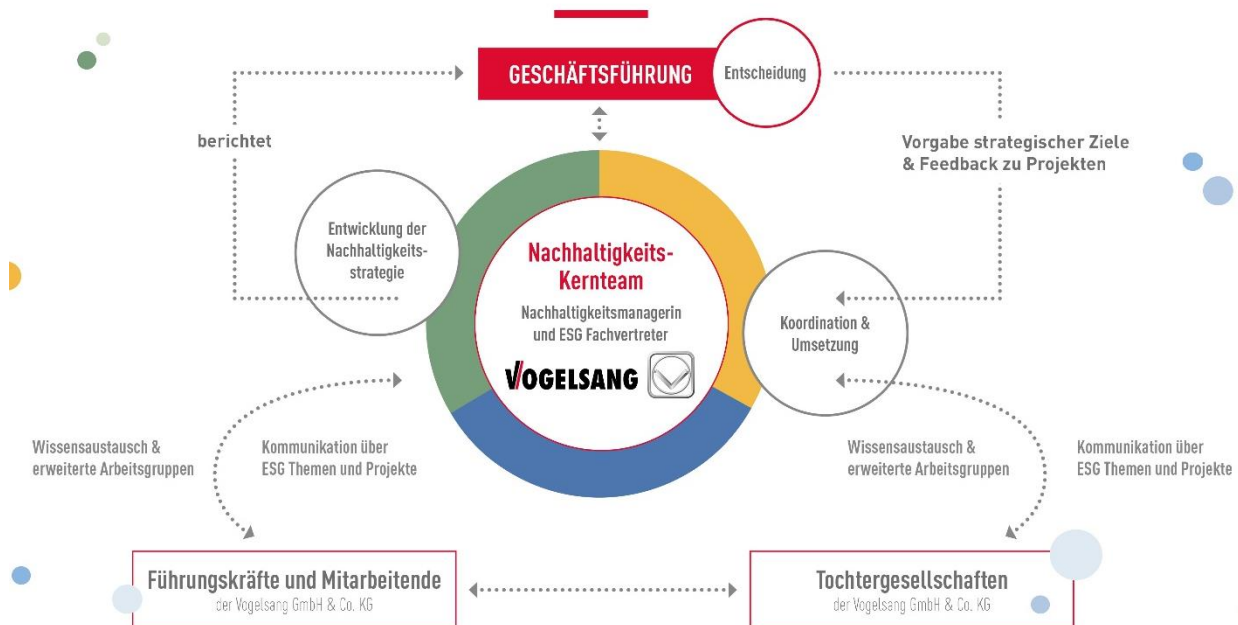 GESCHÄFTSFÜHRUNG
Entscheidung
berichtet
Vorgabe strategischer Ziele
& Feedback zu Projekten
Entwicklung der
Nachhaltigkeits-
strategie
Nachhaltigkeits-
Kernteam
Nachhaltigkeitsmanagerin
und ESG Fachvertreter
VOGELSANG
Koordination &
Umsetzung
Wissensaustausch &
erweiterte Arbeitsgruppen
Kommunikation über
ESG Themen und Projekte
Wissensaustausch &
erweiterte Arbeitsgruppen
Kommunikation über
ESG Themen und Projekte
Führungskräfte und Mitarbeitende
der Vogelsang GmbH & Co. KG
Tochtergesellschaften
der Vogelsang GmbH & Co. KG